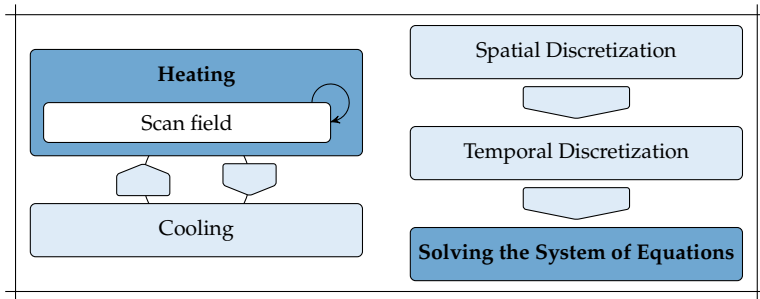 Heating
Scan field
Cooling
Spatial Discretization
Temporal Discretization
Solving the System of Equations